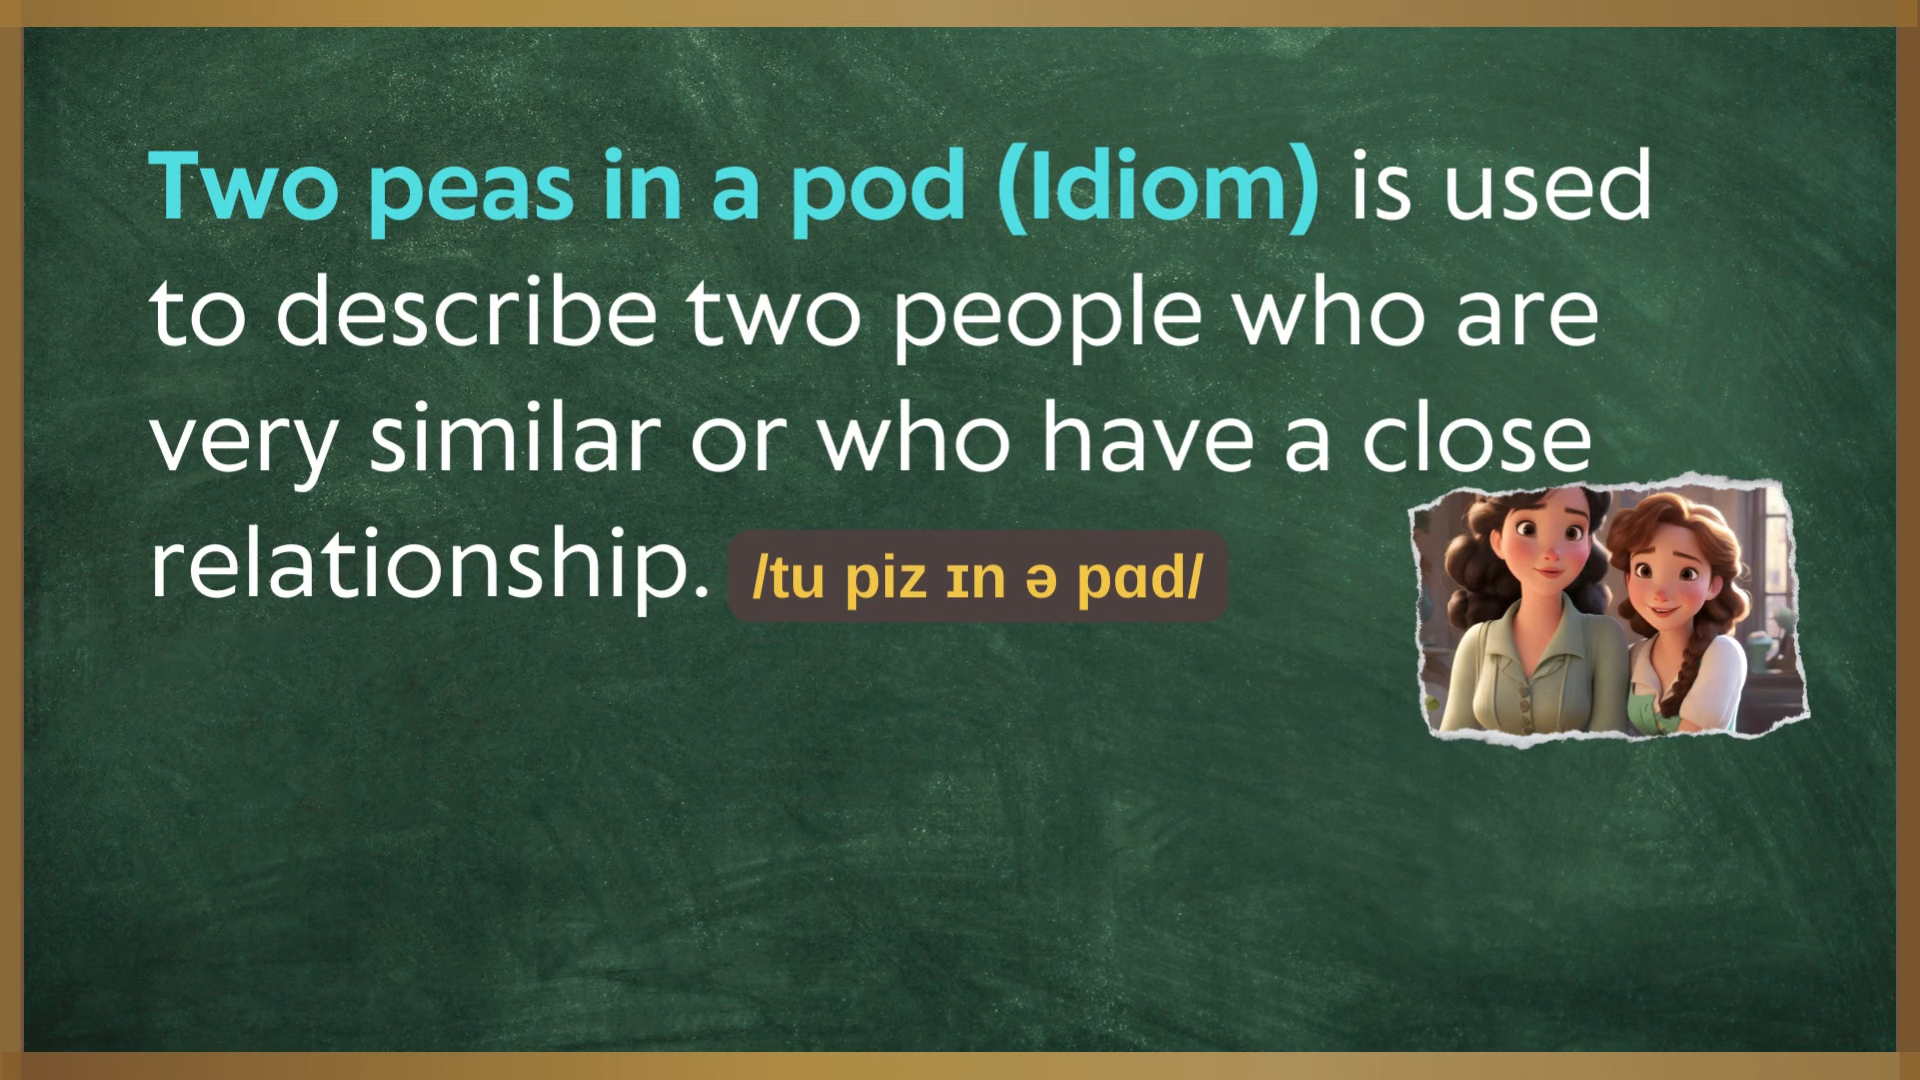 Two peas in a pod (Idiom) is used
to describe two people who are
very similar or who have a close
relationship. /tu piz ɪn ə pɑd/